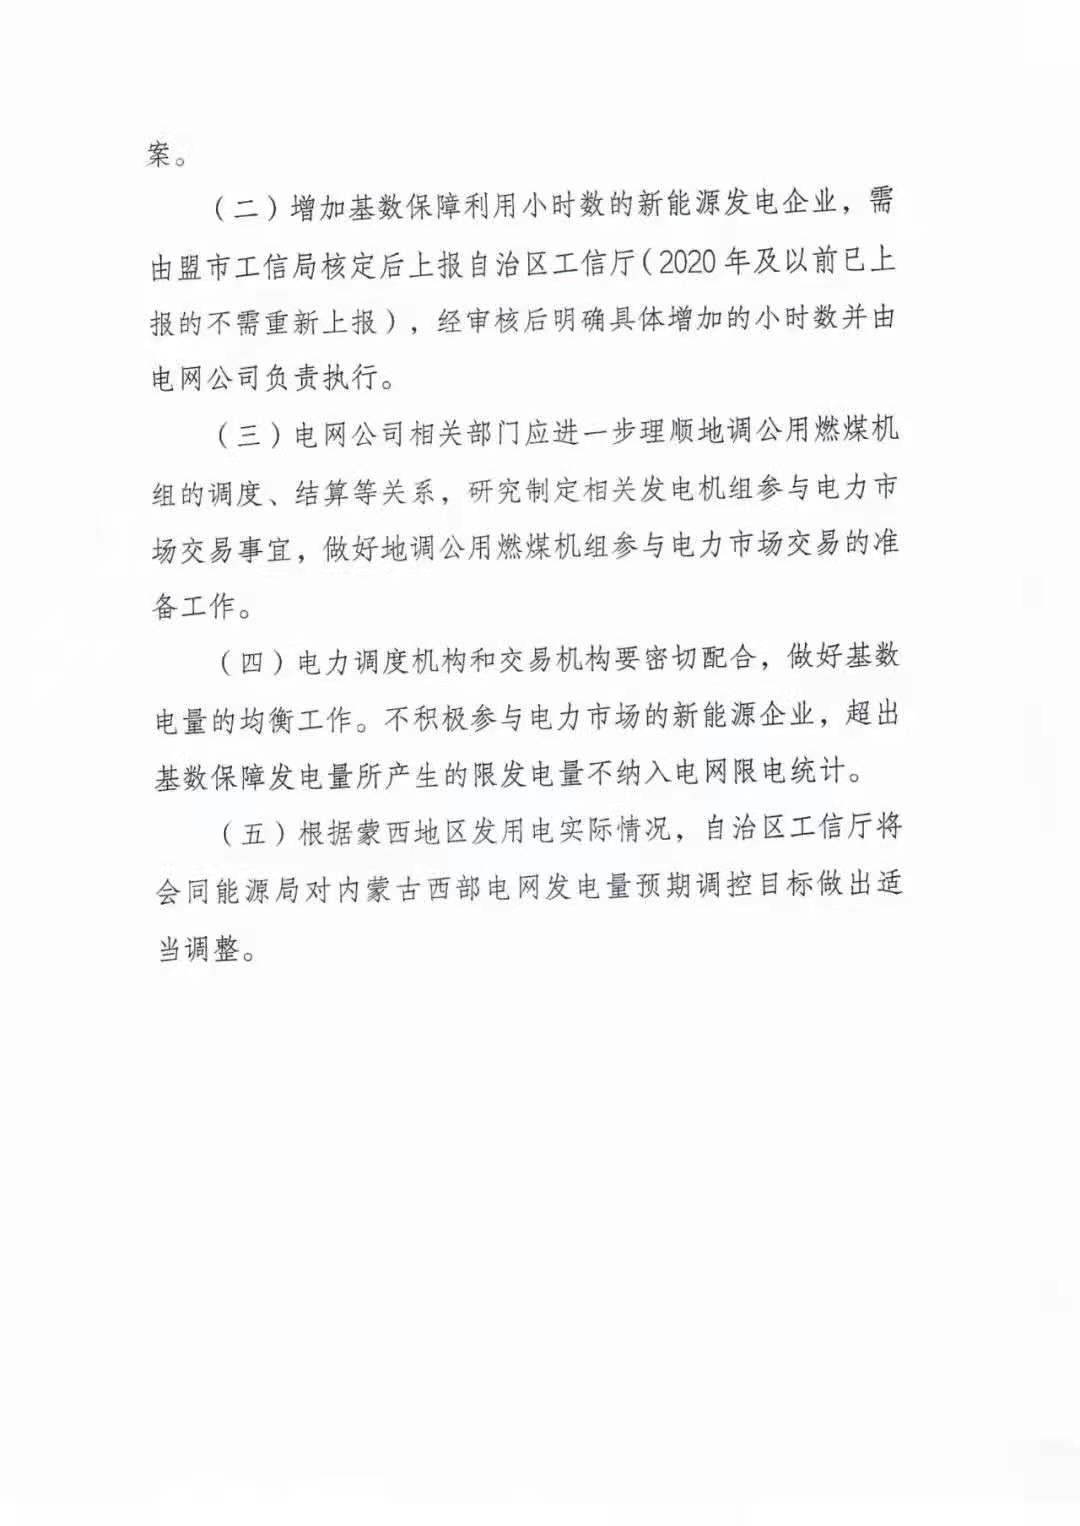 案。
（二）增加基数保障利用小时数的新能源发电企业，需
由盟市工信局核定后上报自治区工信厅（2020 年及以前已上
报的不需重新上报），经审核后明确具体增加的小时数并由
电网公司负责执行。
（三）电网公司相关部门应进一步理顺地调公用燃煤机
组的调度、结算等关系，研究制定相关发电机组参与电力市
场交易事宜，做好地调公用燃煤机组参与电力市场交易的准
备工作。
（四）电力调度机构和交易机构要密切配合，做好基数
电量的均衡工作。不积极参与电力市场的新能源企业，超出
基数保障发电量所产生的限发电量不纳入电网限电统计。
（五）根据蒙西地区发用电实际情况，自治区工信厅将
会同能源局对内蒙古西部电网发电量预期调控目标做出适
当调整。